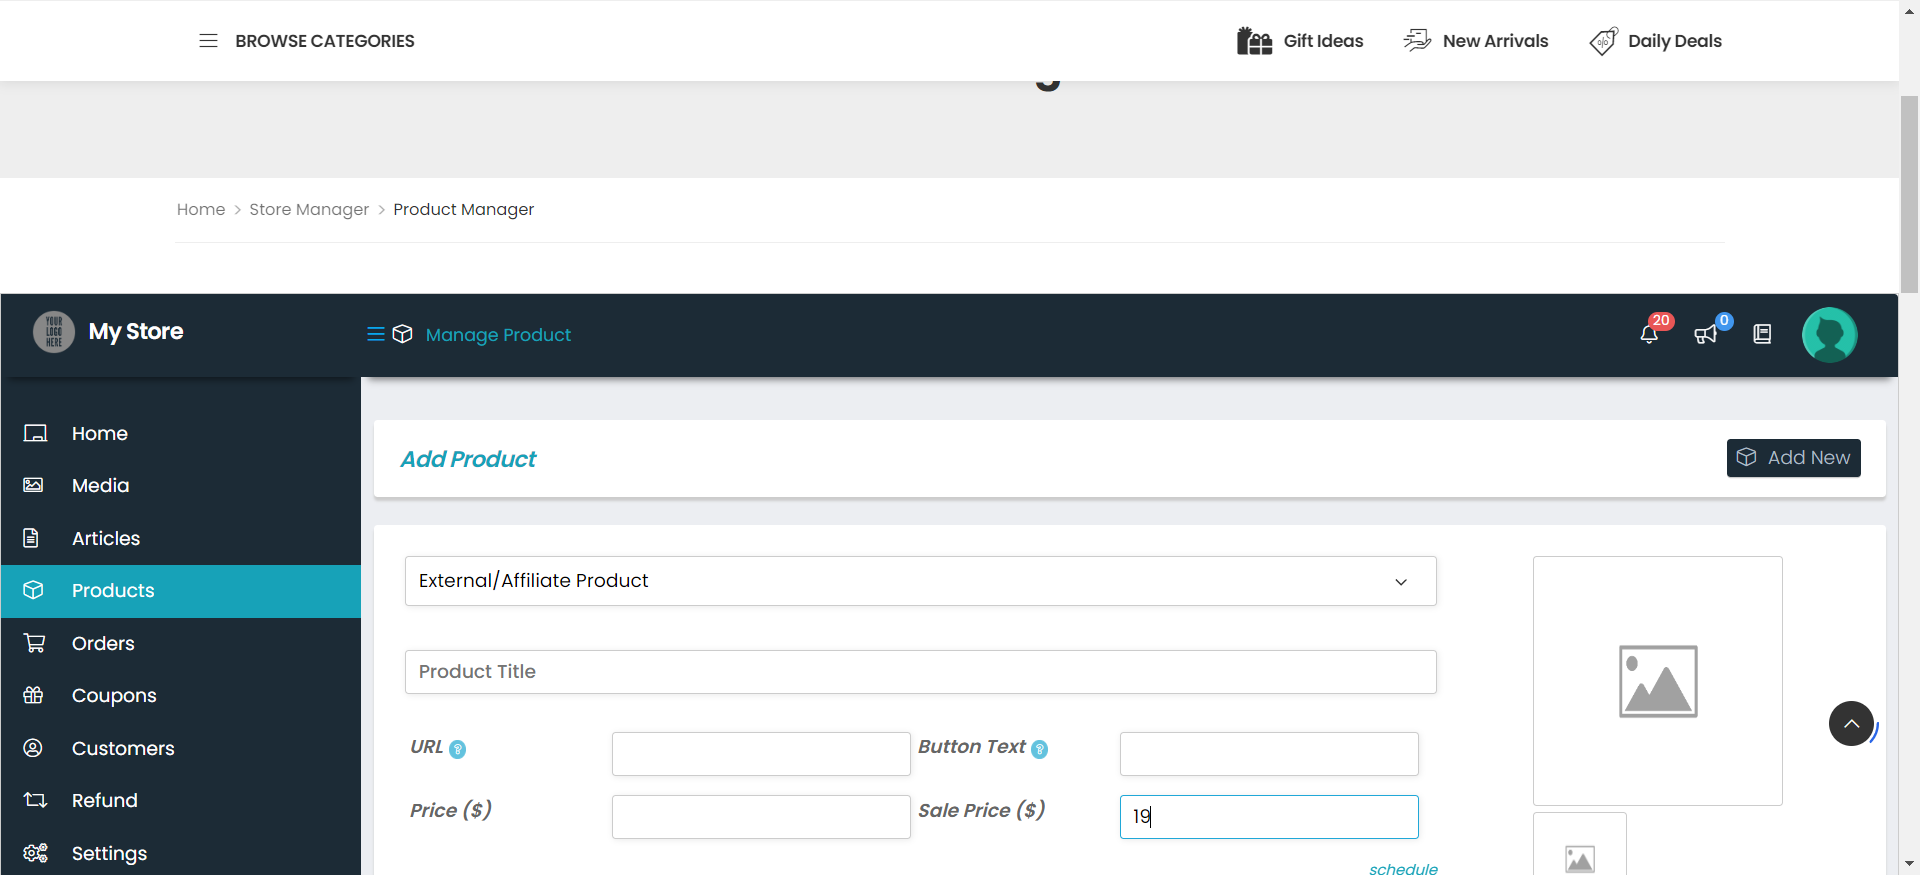 BROWSE CATEGORIES
Gift Ideas
New Arrivals
Daily Deals
Home > Store Manager > Product Manager
YOUR
LOGO
HERE
My Store
Manage Product
20
0
Home
Media
Articles
Products
Orders
Coupons
Customers
Refund
Settings
Add Product
Add New
External/Affiliate Product
Product Title
URL ?
Button Text ?
Price ($)
Sale Price ($)
19
schedule